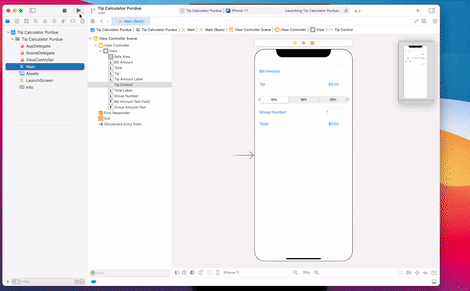 Tip Calculator Purdue
main
Tip Calculator Purdue
iPhone 11
Launching Tip Calculator Purdue
Main (Base)
Tip Calculator Purdue
Tip Calculator Purdue
Main
Main (Base)
View Controller Scene
View Controller
View
Tip Control
Tip Calculator Purdue
Tip Calculator Purdue
AppDelegate
SceneDelegate
ViewController
Main
Assets
LaunchScreen
Info
View Controller Scene
View Controller
View
Safe Area
Bill Amount
Total
Tip
Tip Amount Label
Tip Control
Total Label
Group Number
Bill Amount Text Field
Group Amount Text
First Responder
Exit
Storyboard Entry Point
Bill Amount
Tip $0.00
15% 18% 20%
Group Number 1
Total $0.00
Filter
Filter
iPhone 11